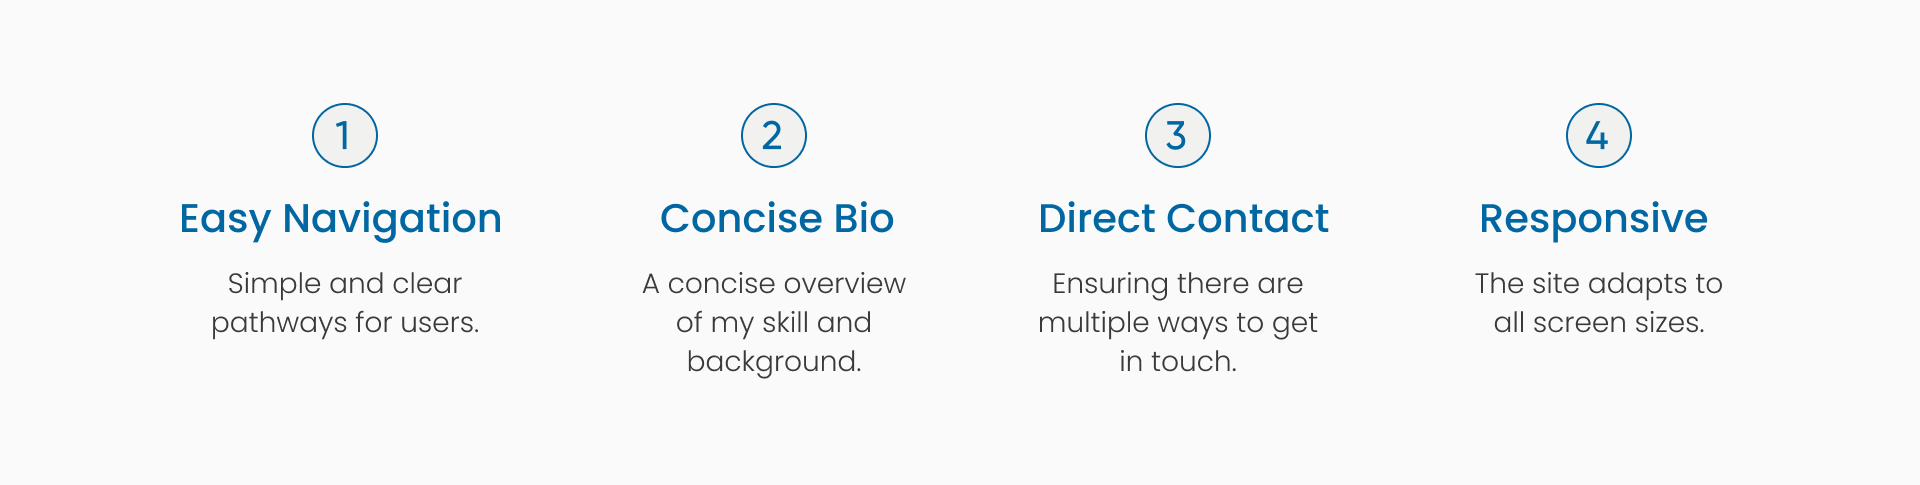 1
Easy Navigation
Simple and clear
pathways for users.
2
Concise Bio
A concise overview
of my skill and
background.
3
Direct Contact
Ensuring there are
multiple ways to get
in touch.
4
Responsive
The site adapts to
all screen sizes.